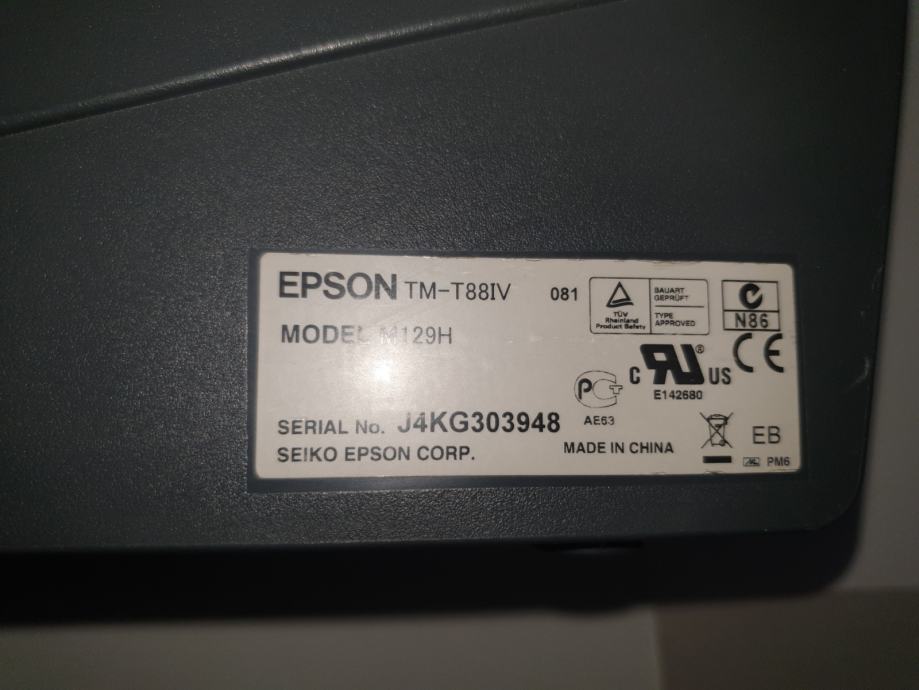 EPSON TM-T88IV 081
TÜV
Rheinland
Product Safety
BAUART
GEPRÜFT
TYPE
APPROVED
N86
MODEL M129H
C US
®
E142680
CE
PCT
AE63
SERIAL No. J4KG303948
SEIKO EPSON CORP.
MADE IN CHINA
EB
PM6